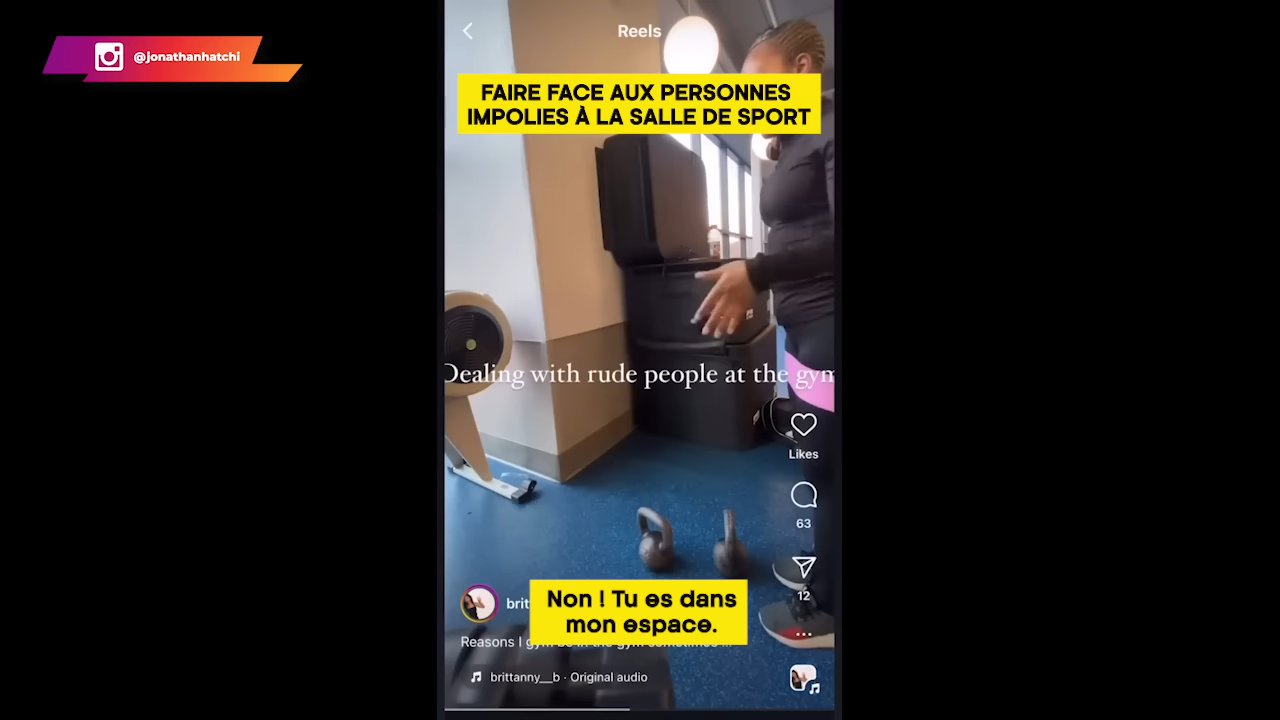 @jonathanhatchi
Reels
FAIRE FACE AUX PERSONNES
IMPOLIES À LA SALLE DE SPORT
Dealing with rude people at the gym
Likes
63
12
Non ! Tu es dans
mon espace.
brit
Reasons I
brittanny__b · Original audio